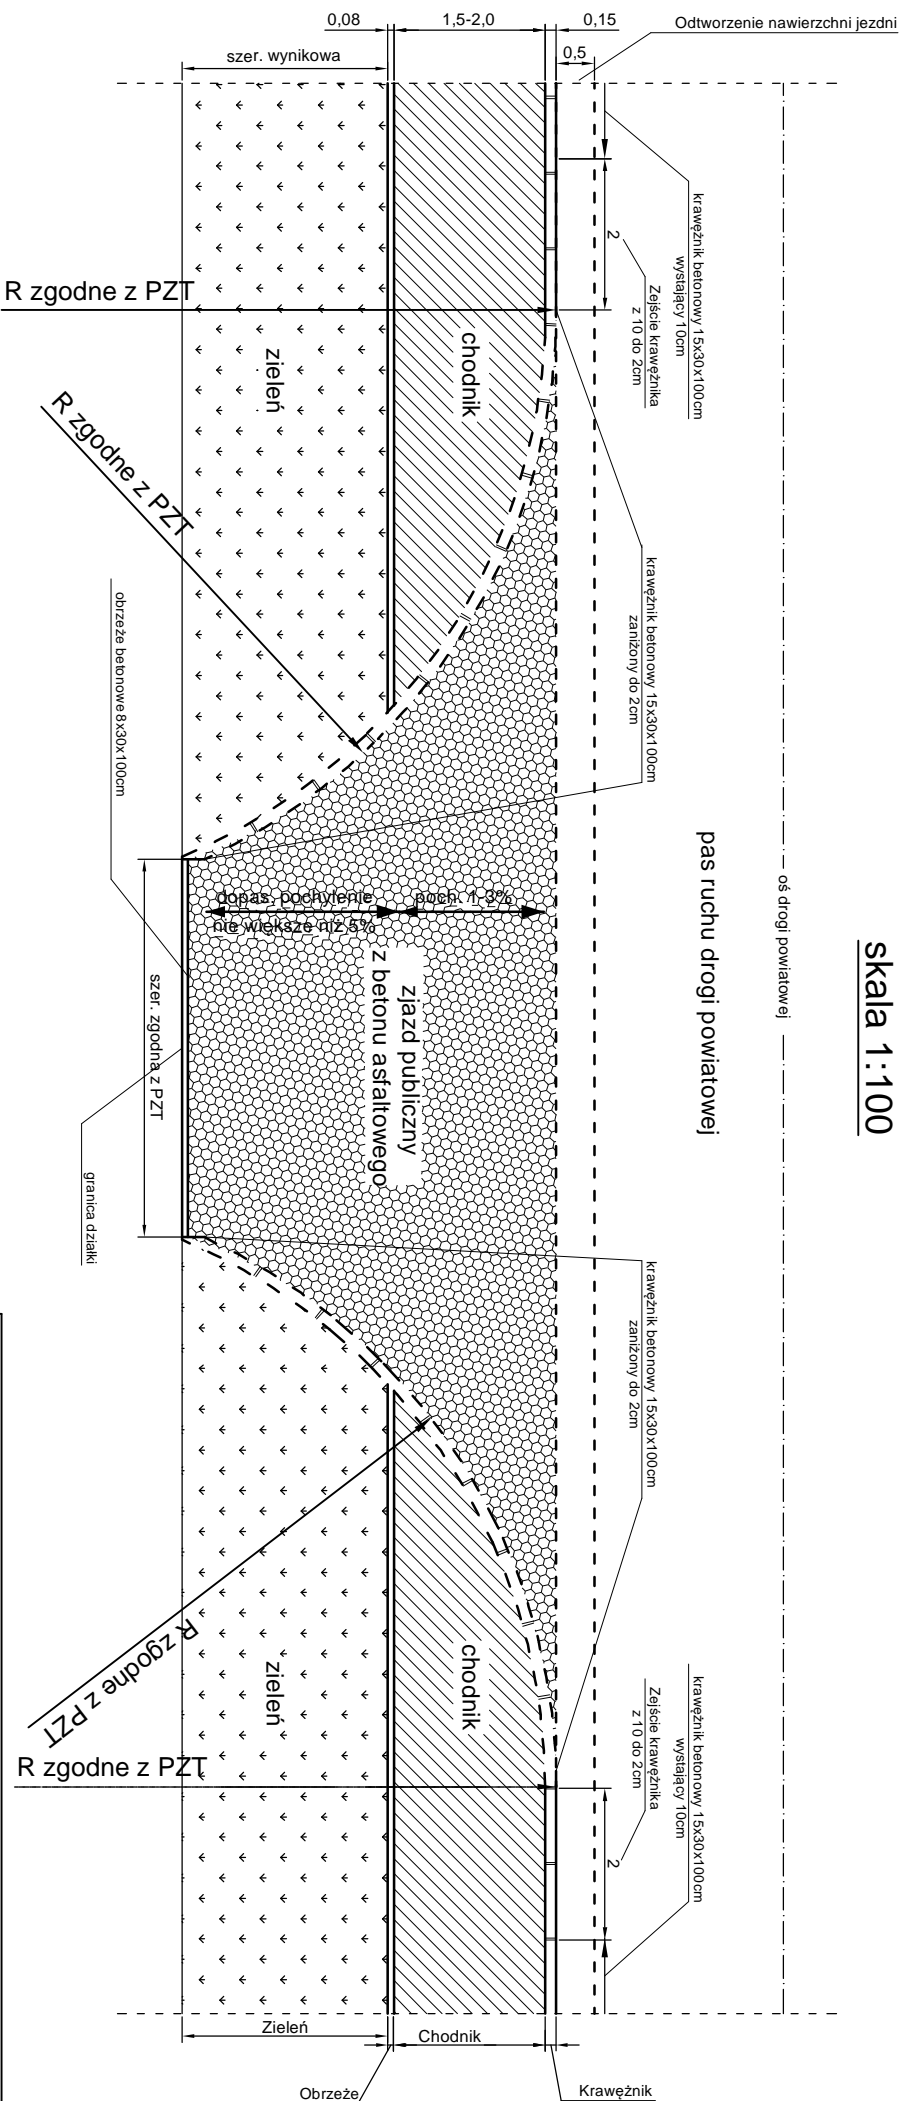 0,08
1,5-2,0
0,15
Odtworzenie nawierzchni jezdni
szer. wynikowa
0,5
skala 1:100
oś drogi powiatowej
pas ruchu drogi powiatowej
krawężnik betonowy 15x30x100cm
wystający 10cm
2
Zejście krawężnika
z 10 do 2cm
R zgodne z PZT
chodnik
zieleń
R zgodne z PZT
krawężnik betonowy 15x30x100cm
zaniżony do 2cm
obrzeże betonowe 8x30x100cm
dopas. pochylenie
nie większe niż 5%
poch. 1-3%
zjazd publiczny
z betonu asfaltowego
szer. zgodna z PZT
granica działki
krawężnik betonowy 15x30x100cm
zaniżony do 2cm
krawężnik betonowy 15x30x100cm
wystający 10cm
Zejście krawężnika
z 10 do 2cm
2
chodnik
zieleń
R zgodne z PZT
R zgodne z PZT
Zieleń
Chodnik
Obrzeże
Krawężnik